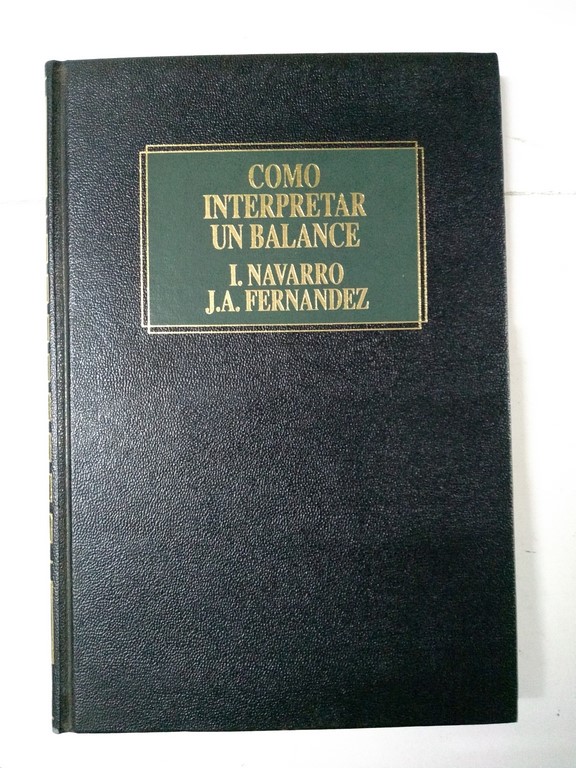 COMO
INTERPRETAR
UN BALANCE
I. NAVARRO
J.A. FERNANDEZ